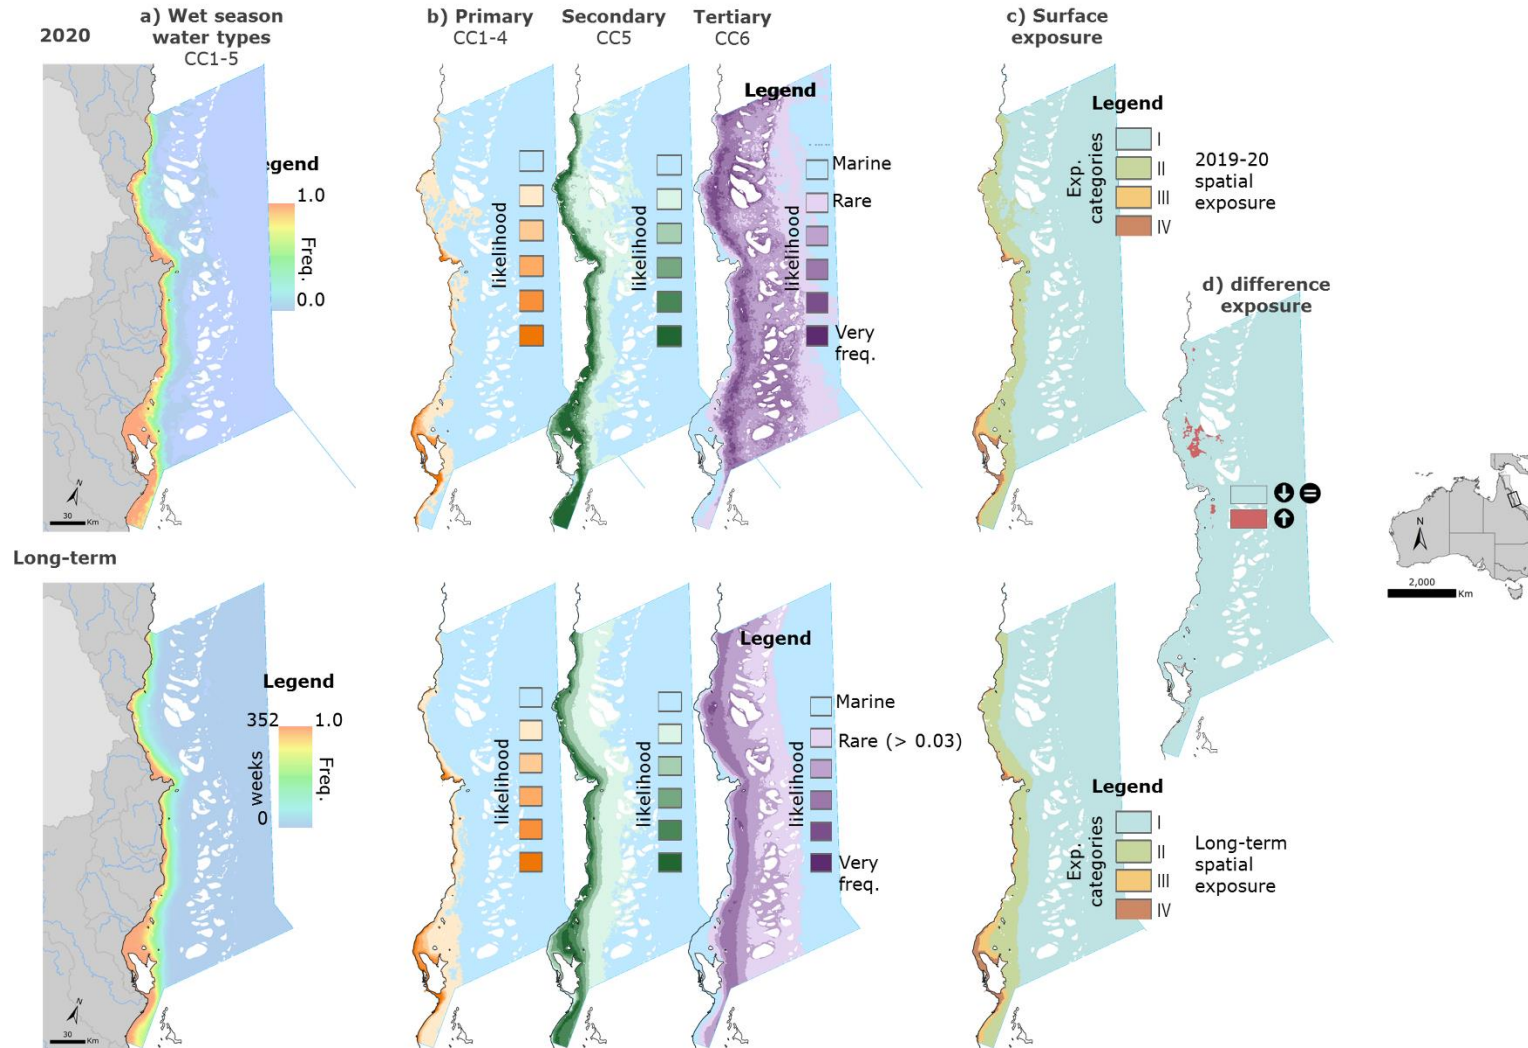 2020
a) Wet season
water types
CC1-5
b) Primary
CC1-4
Secondary
CC5
Tertiary
CC6
c) Surface
exposure
egend
1.0
Freq.
0.0
N
30
Km
likelihood
likelihood
Legend
likelihood
Marine
Rare
Very
freq.
Legend
Exp.
categories
I
II
III
IV
2019-20
spatial
exposure
d) difference
exposure
N
2,000
Km
Long-term
Legend
352
1.0
weeks
Freq.
0
N
30
Km
likelihood
likelihood
Legend
likelihood
Marine
Rare (> 0.03)
Very
freq.
Legend
Exp.
categories
I
II
III
IV
Long-term
spatial
exposure